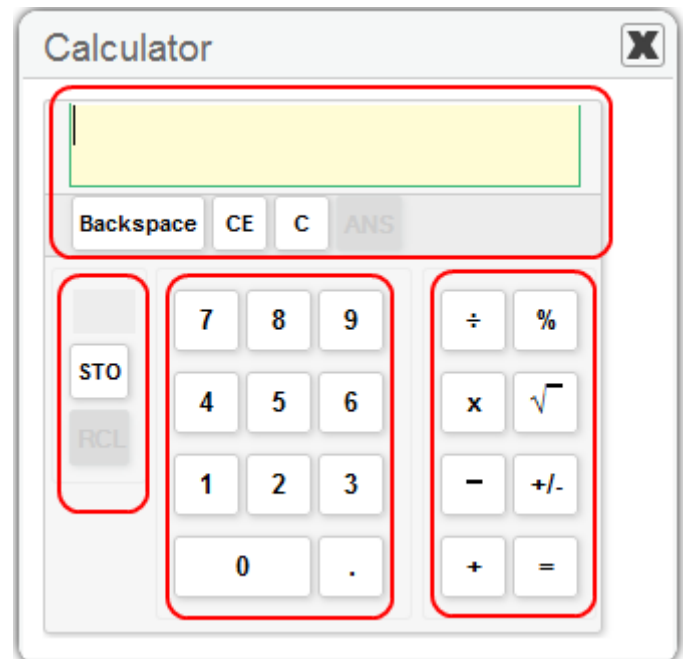 Calculator X
Backspace CE C ANS
7 8 9 ÷ %
STO
4 5 6 x √
RCL
1 2 3 − +/-
0 . + =